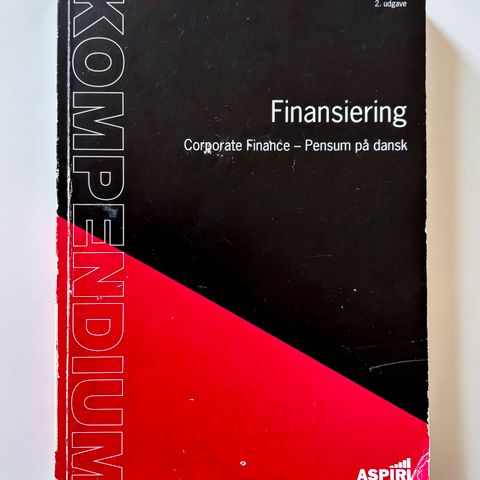 2. udgave
KOMPENDIUM
Finansiering
Corporate Finance – Pensum på dansk
ASPIRI